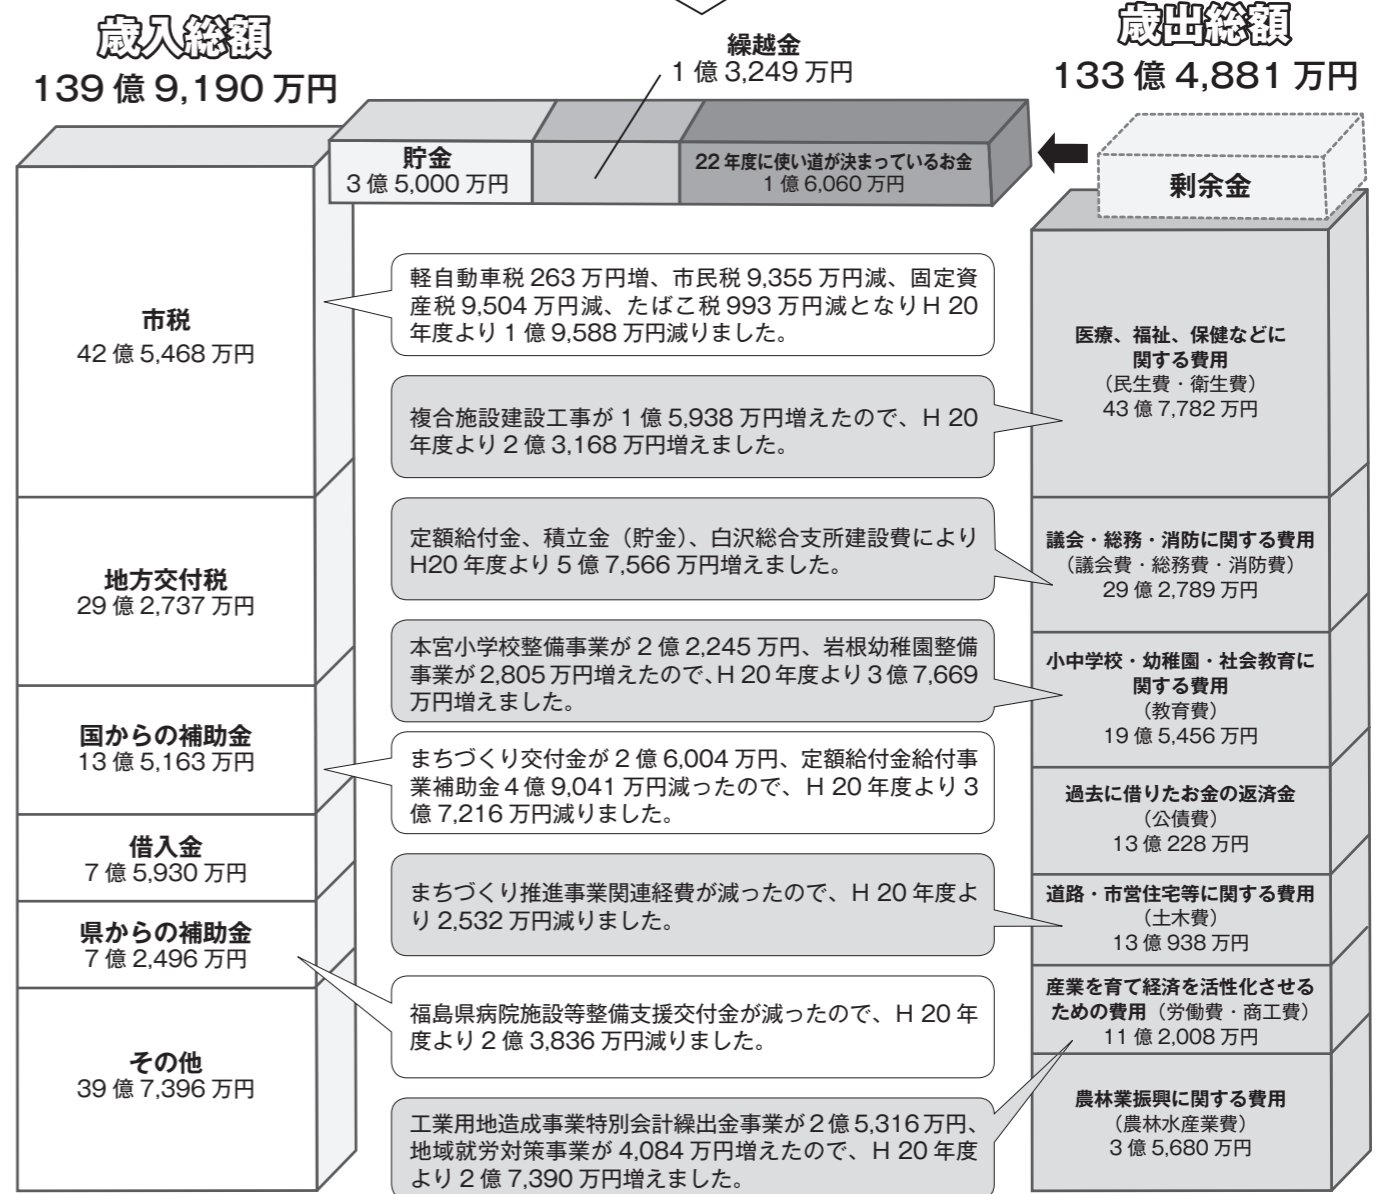 歳入総額
139億9,190万円
繰越金
1億3,249万円
歳出総額
133億4,881万円
貯金
3億5,000万円
22年度に使い道が決まっているお金
1億6,060万円
剰余金
市税
42億5,468万円
地方交付税
29億2,737万円
国からの補助金
13億5,163万円
借入金
7億5,930万円
県からの補助金
7億2,496万円
その他
39億7,396万円
軽自動車税263万円増、市民税9,355万円減、固定資
産税9,504万円減、たばこ税993万円減となりH 20
年度より1億9,588万円減りました。
複合施設建設工事が1億5,938万円増えたので、H 20
年度より2億3,168万円増えました。
定額給付金、積立金（貯金）、白沢総合支所建設費により
H20年度より5億7,566万円増えました。
本宮小学校整備事業が2億2,245万円、岩根幼稚園整備
事業が2,805万円増えたので、H 20年度より3億7,669
万円増えました。
まちづくり交付金が2億6,004万円、定額給付金給付事
業補助金4億9,041万円減ったので、H 20年度より3
億7,216万円減りました。
まちづくり推進事業関連経費が減ったので、H 20年度よ
り2,532万円減りました。
福島県病院施設等整備支援交付金が減ったので、H 20年
度より2億3,836万円減りました。
工業用地造成事業特別会計繰出金事業が2億5,316万円、
地域就労対策事業が4,084万円増えたので、H 20年度
より2億7,390万円増えました。
医療、福祉、保健などに
関する費用
（民生費・衛生費）
43億7,782万円
議会・総務・消防に関する費用
（議会費・総務費・消防費）
29億2,789万円
小中学校・幼稚園・社会教育に
関する費用
（教育費）
19億5,456万円
過去に借りたお金の返済金
（公債費）
13億228万円
道路・市営住宅等に関する費用
（土木費）
13億938万円
産業を育て経済を活性化させる
ための費用（労働費・商工費）
11億2,008万円
農林業振興に関する費用
（農林水産業費）
3億5,680万円